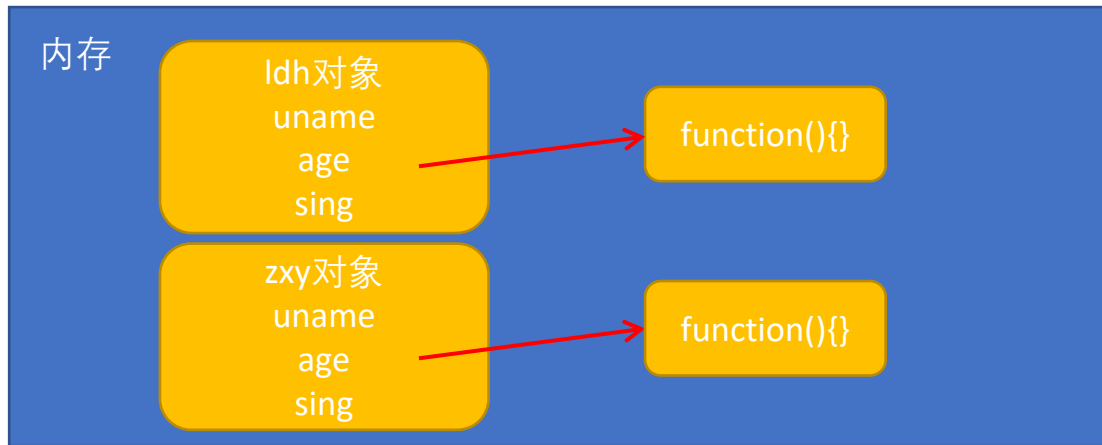 内存
ldh对象
uname
age
sing
function(){}
zxy对象
uname
age
sing
function(){}